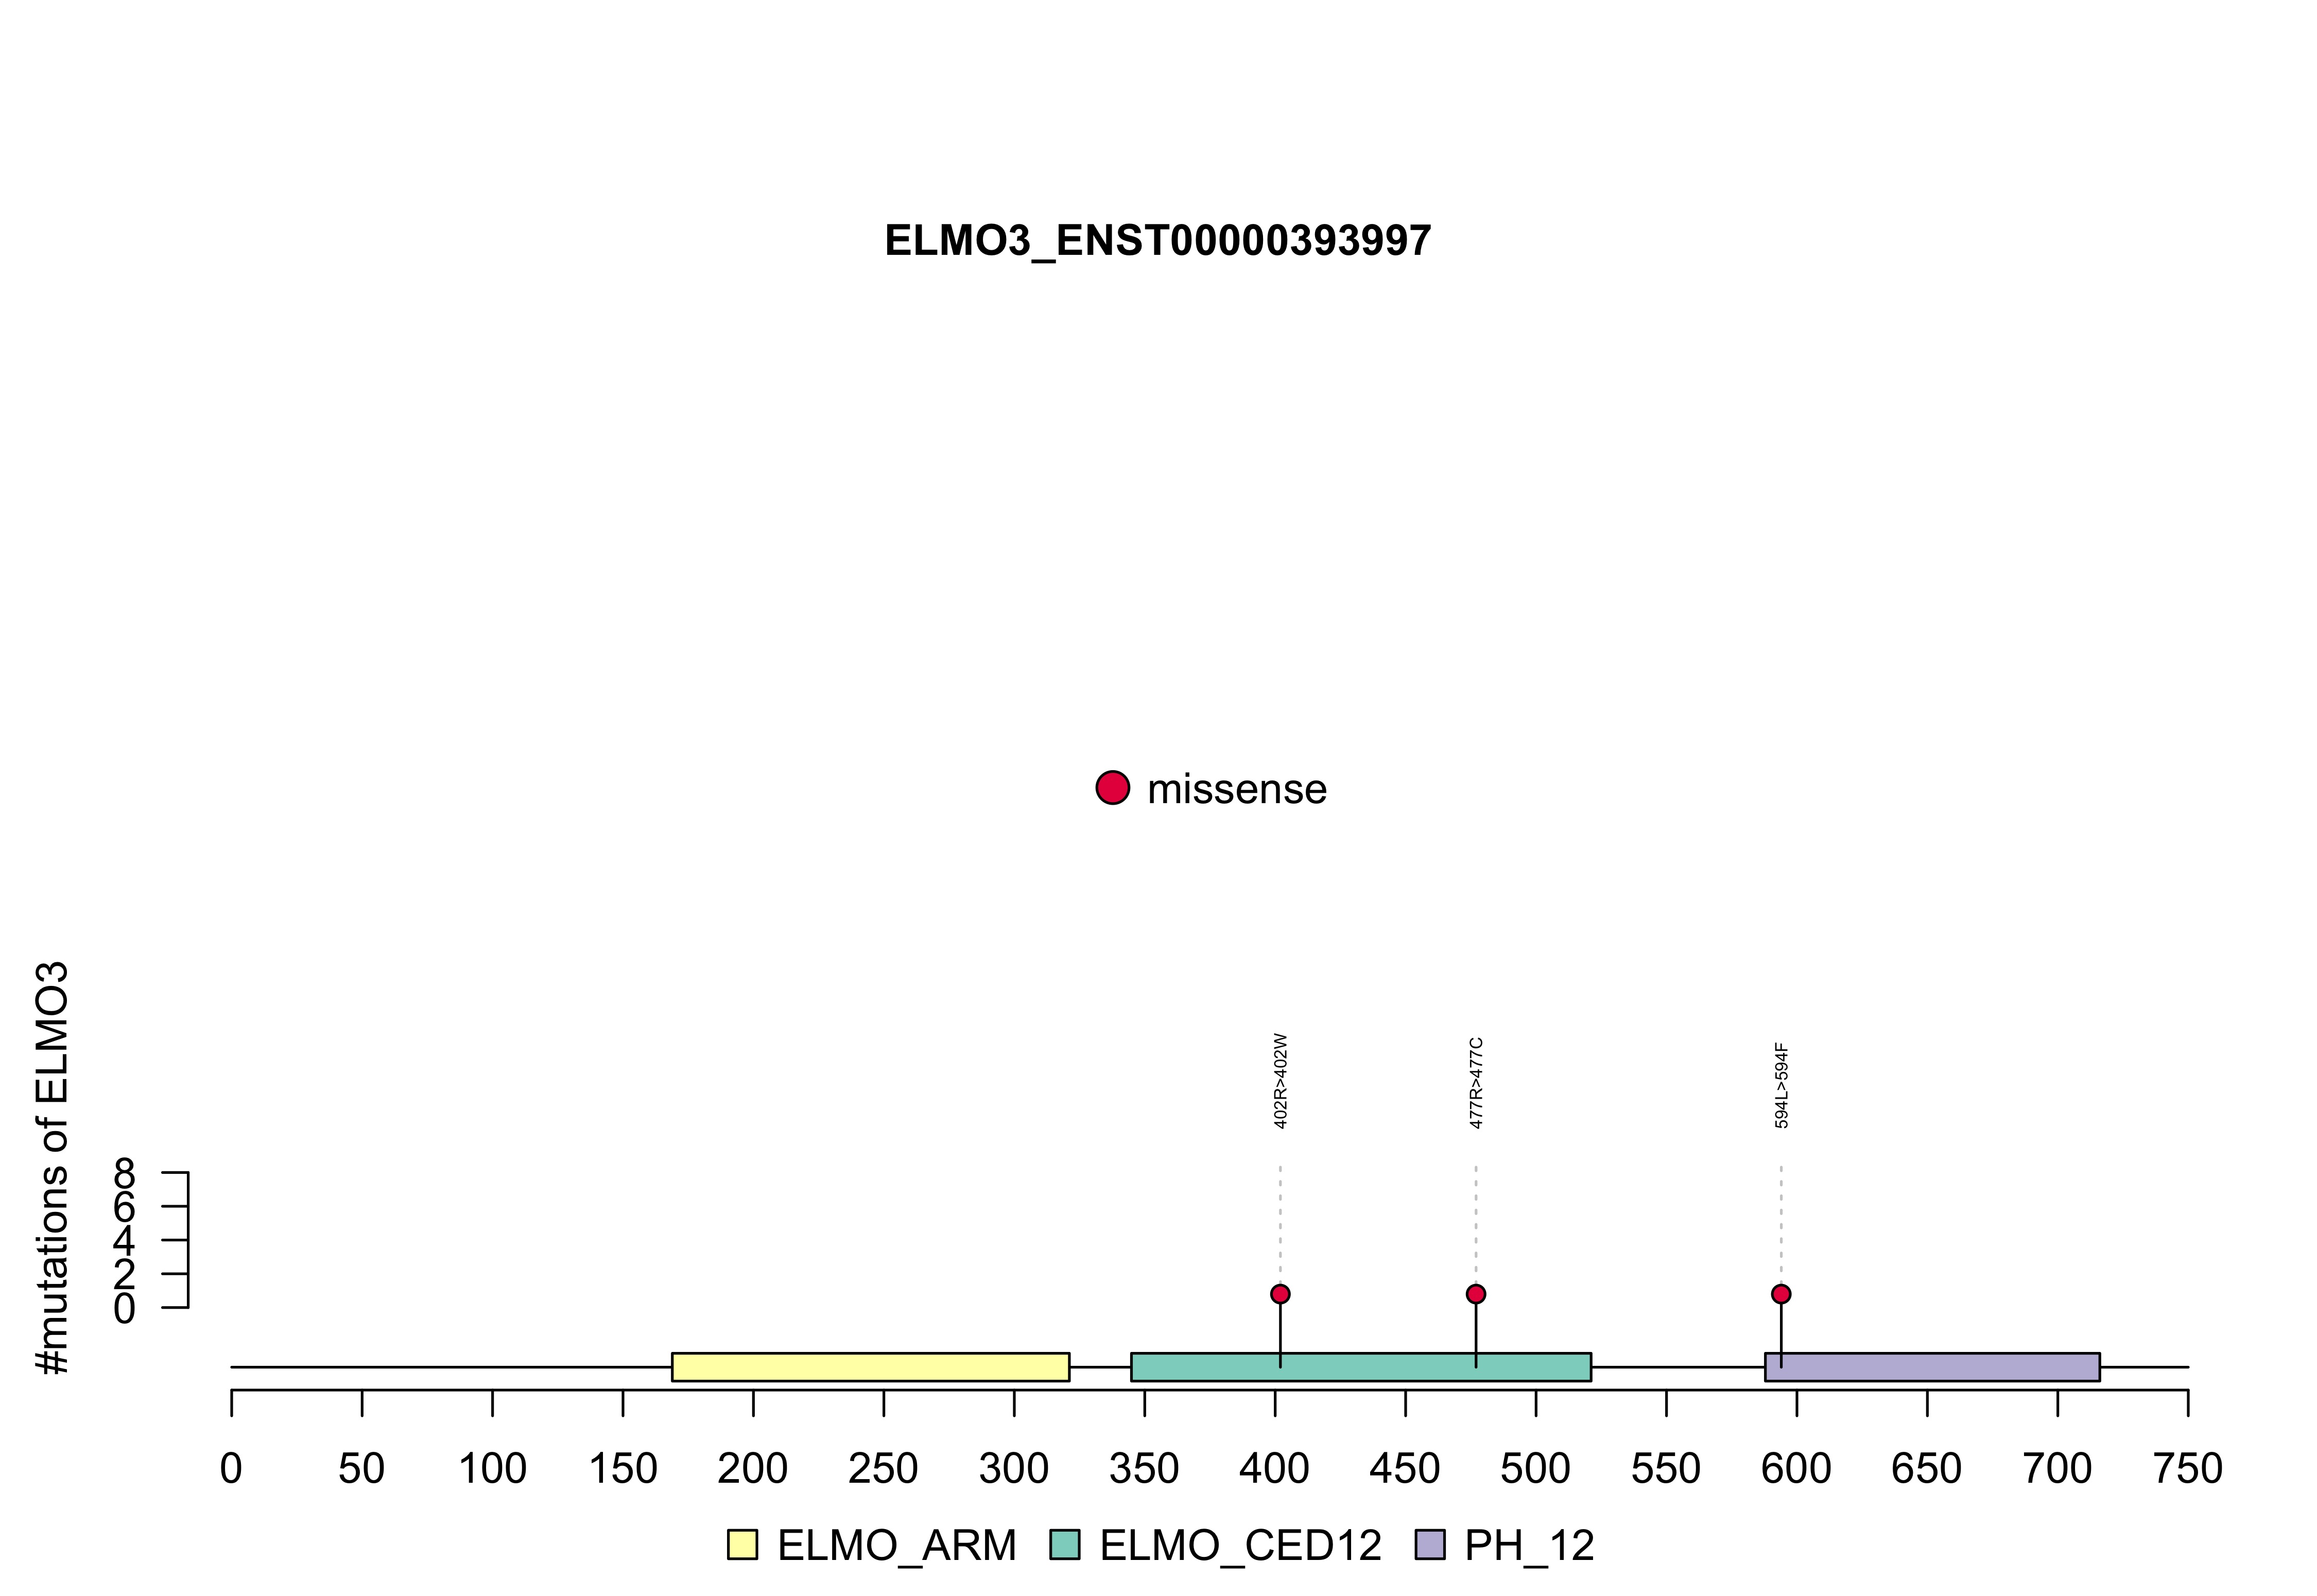 ELMO3_ENST00000393997
missense
#mutations of ELMO3
402R>402W
477R>477C
594L>594F
8
6
4
2
0
0 50 100 150 200 250 300 350 400 450 500 550 600 650 700 750
ELMO_ARM ELMO_CED12 PH_12